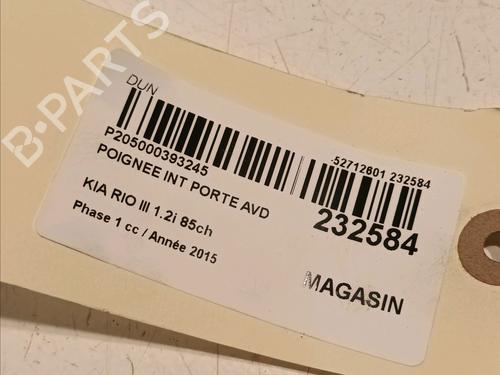 B-PARTS
DUN
P205000393245
-52712601 232584
POIGNEE INT PORTE AVD
232584
KIA RIO III 1.2i 85ch
Phase 1 cc / Année 2015
MAGASIN